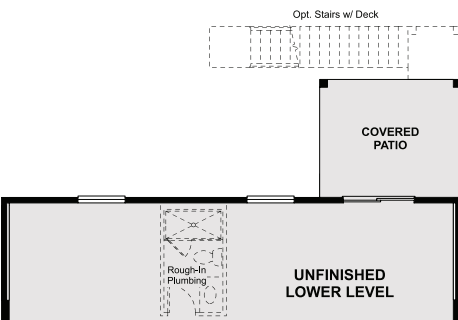 Opt. Stairs w/ Deck
COVERED
PATIO
Rough-In
Plumbing
UNFINISHED
LOWER LEVEL